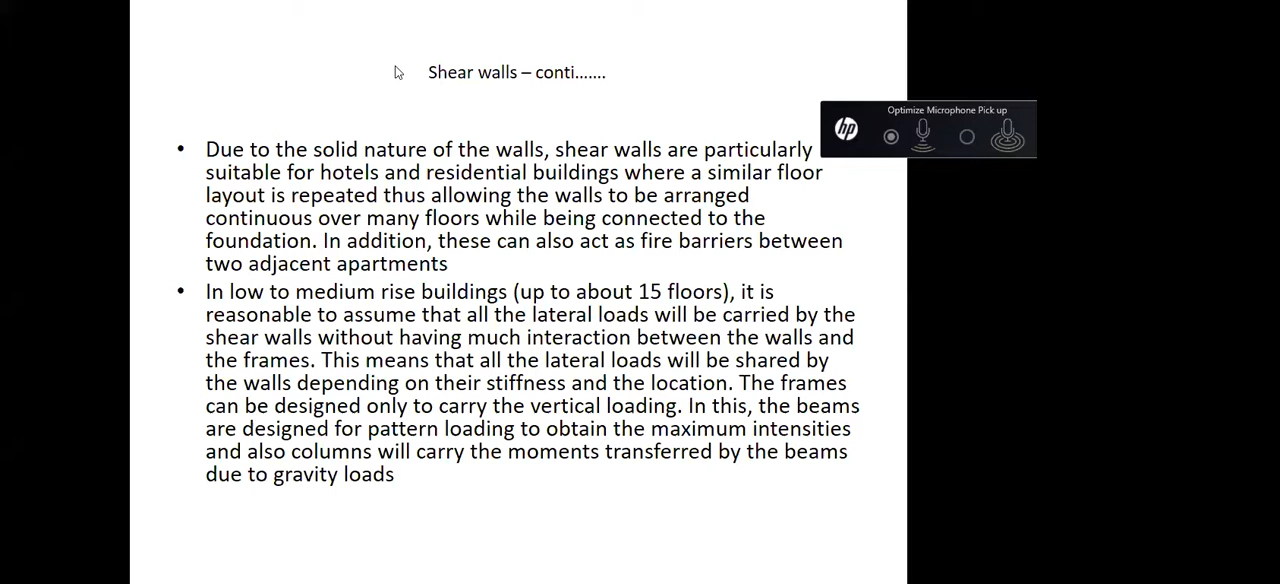 Shear walls – conti.......
Optimize Microphone Pick up
hp
• Due to the solid nature of the walls, shear walls are particularly
suitable for hotels and residential buildings where a similar floor
layout is repeated thus allowing the walls to be arranged
continuous over many floors while being connected to the
foundation. In addition, these can also act as fire barriers between
two adjacent apartments
• In low to medium rise buildings (up to about 15 floors), it is
reasonable to assume that all the lateral loads will be carried by the
shear walls without having much interaction between the walls and
the frames. This means that all the lateral loads will be shared by
the walls depending on their stiffness and the location. The frames
can be designed only to carry the vertical loading. In this, the beams
are designed for pattern loading to obtain the maximum intensities
and also columns will carry the moments transferred by the beams
due to gravity loads